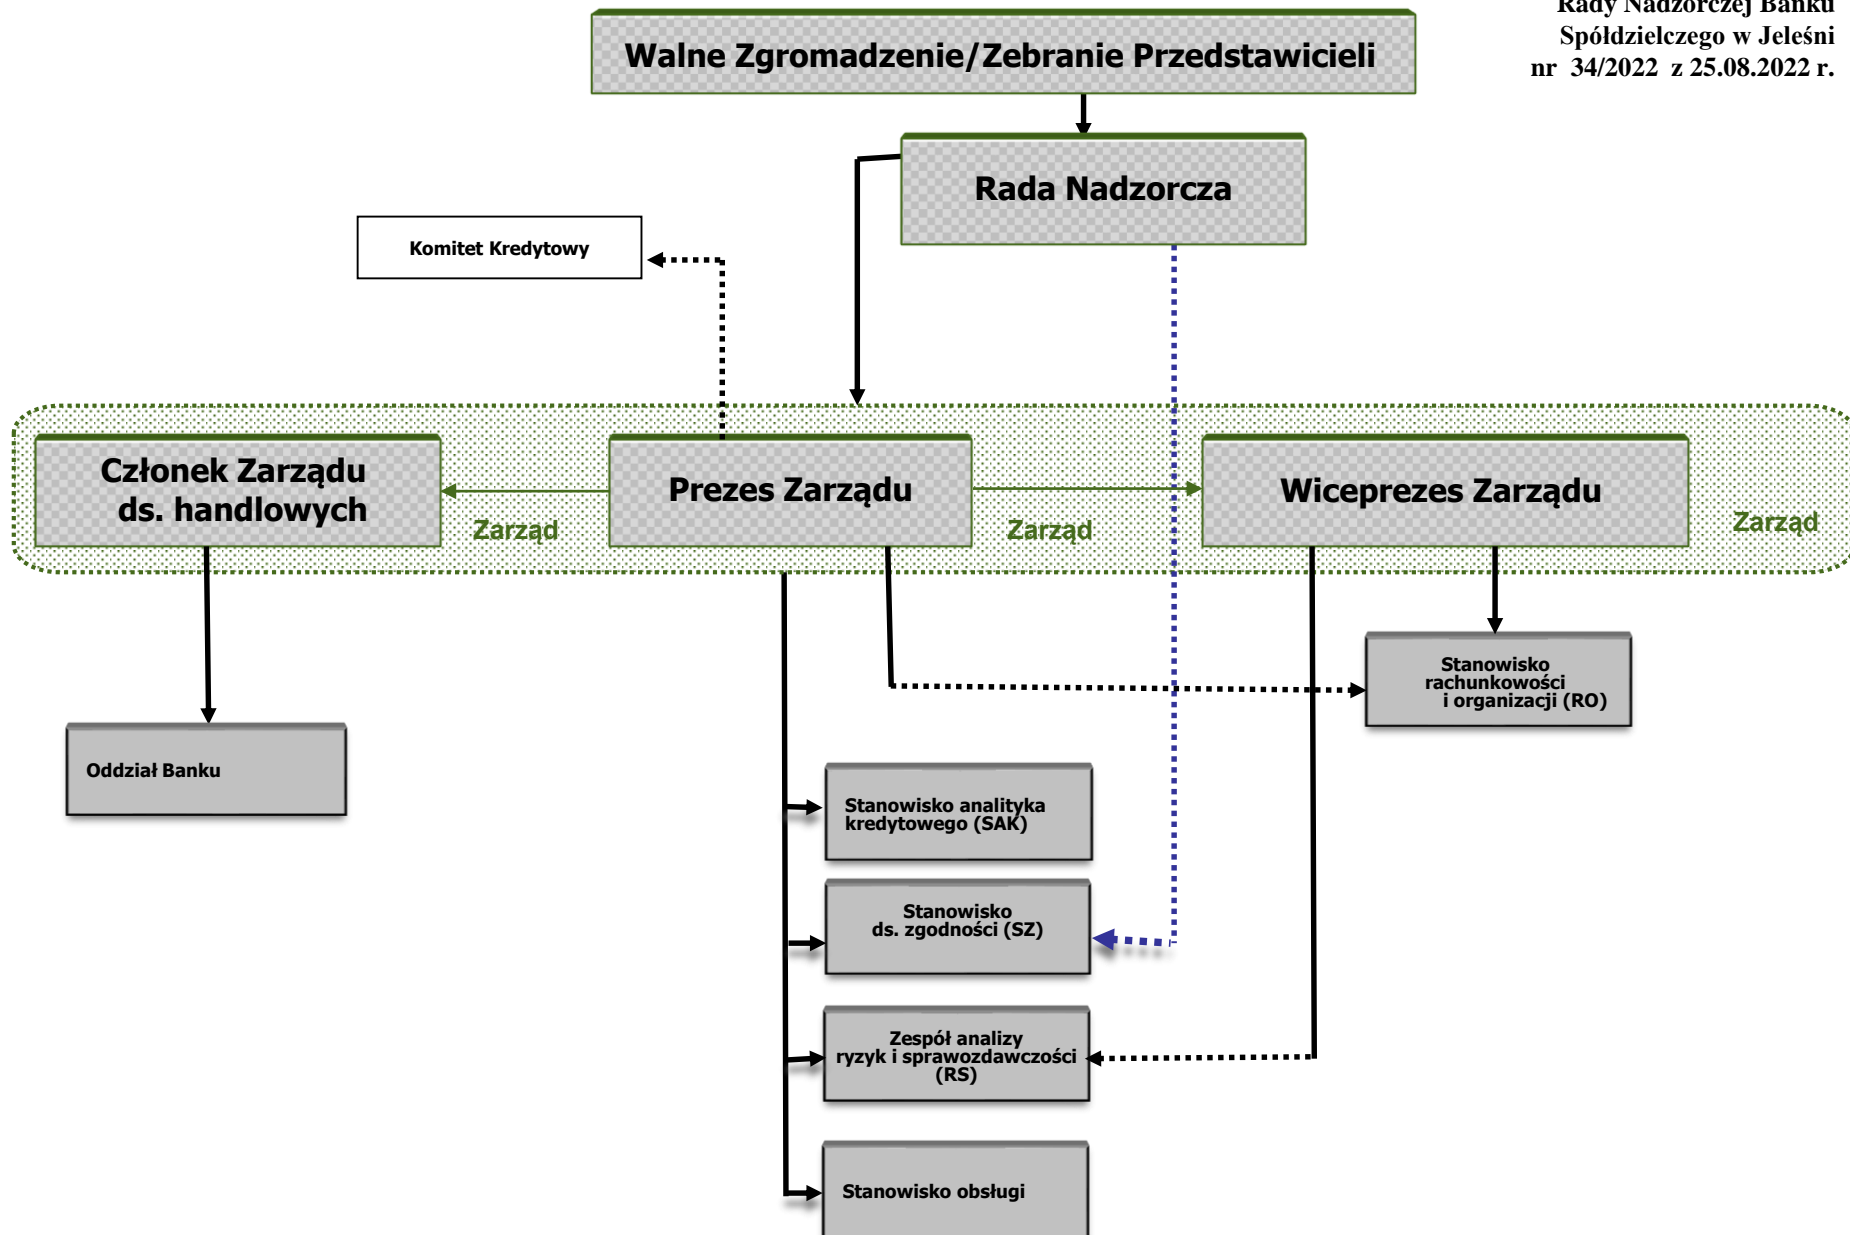 Rady Nadzorczej Banku
Spółdzielczego w Jeleśni
nr 34/2022 z 25.08.2022 r.
Walne Zgromadzenie/Zebranie Przedstawicieli
Rada Nadzorcza
Komitet Kredytowy
Członek Zarządu
ds. handlowych
Zarząd
Prezes Zarządu
Zarząd
Wiceprezes Zarządu
Zarząd
Stanowisko
rachunkowości
i organizacji (RO)
Oddział Banku
Stanowisko analityka
kredytowego (SAK)
Stanowisko
ds. zgodności (SZ)
Zespół analizy
ryzyk i sprawozdawczości
(RS)
Stanowisko obsługi